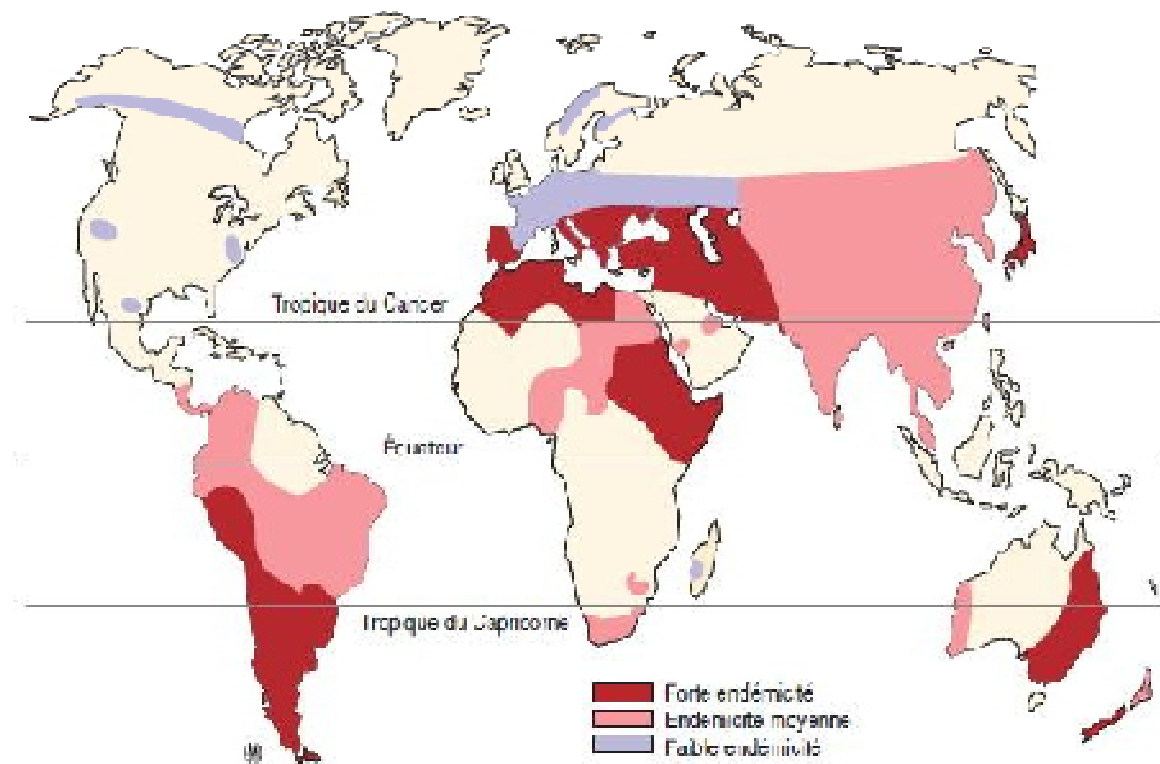 Tropique du Cancer
Équateur
Tropique du Capricorne
Forte endémicité
Endémicité moyenne
Faible endémicité